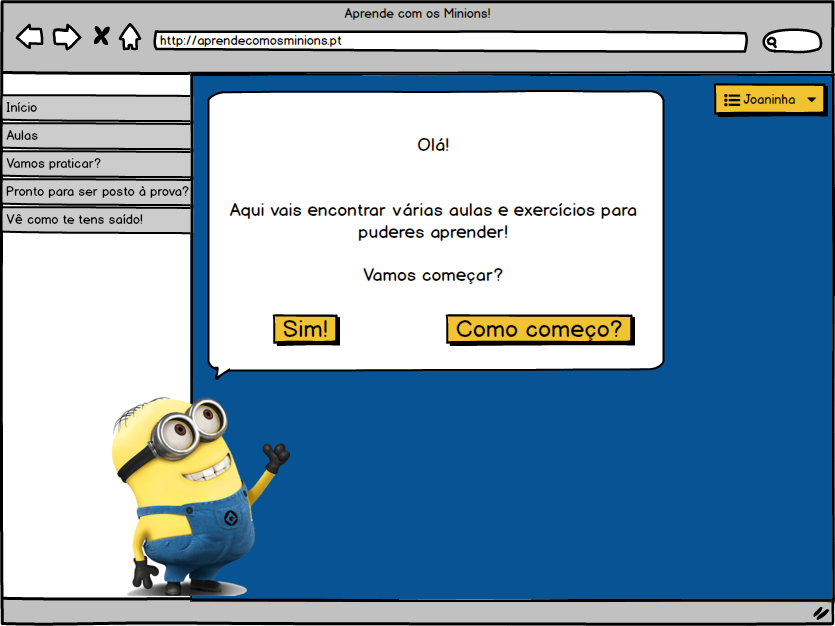 Aprende com os Minions!
http://aprendecomosminions.pt
Início
Aulas
Vamos praticar?
Pronto para ser posto à prova?
Vê como te tens saído!
Joaninha
Olá!
Aqui vais encontrar várias aulas e exercícios para
puderes aprender!
Vamos começar?
Sim!
Como começo?